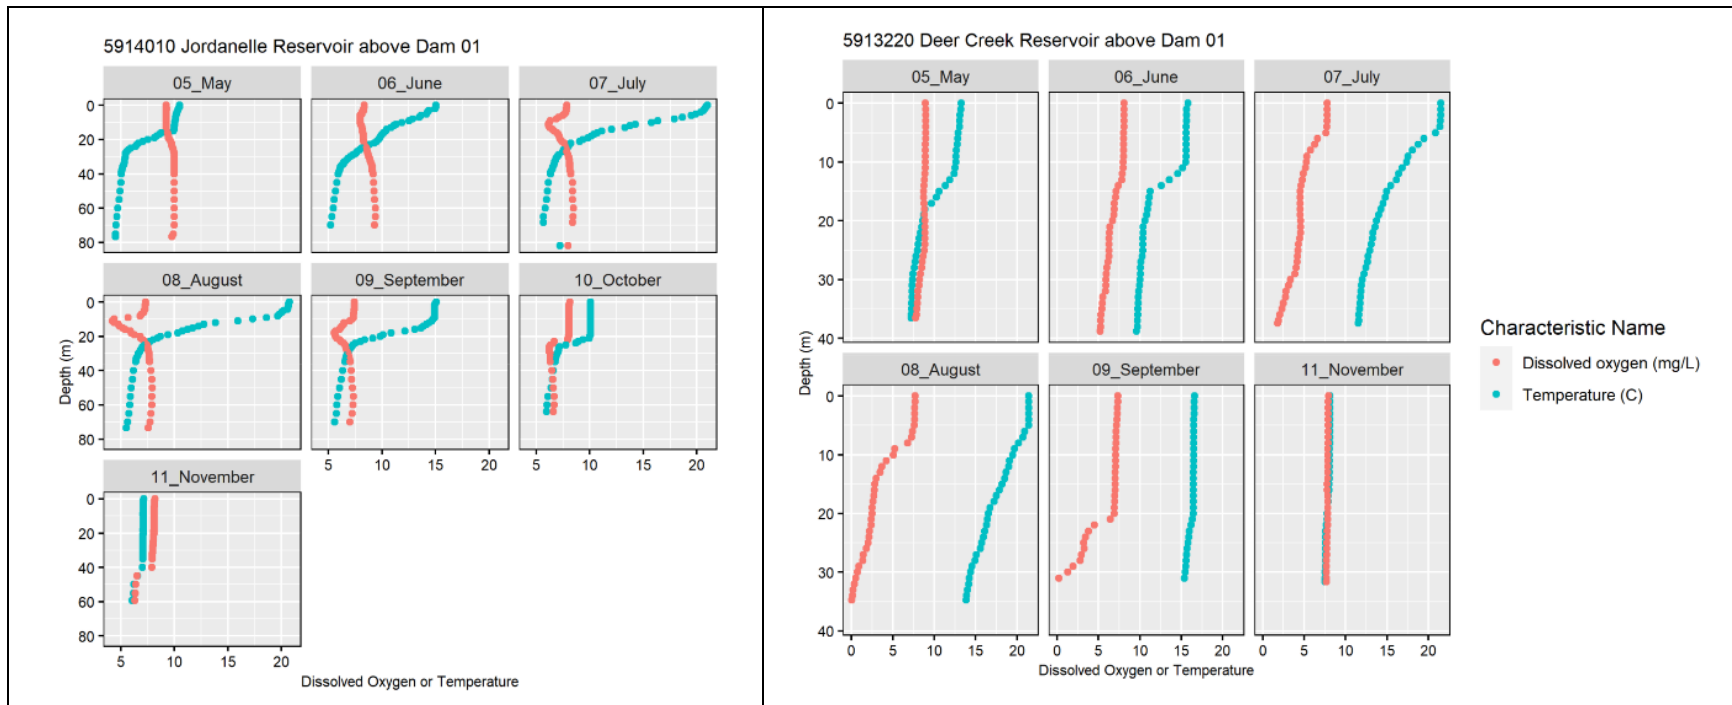 5914010 Jordanelle Reservoir above Dam 01
05_May 06_June 07_July
0
20
40
60
80
08_August 09_September 10_October
0
20
40
60
80
5 10 15 20 5 10 15 20
11_November
0
20
40
60
80
5 10 15 20
Depth (m)
Dissolved Oxygen or Temperature
5913220 Deer Creek Reservoir above Dam 01
05_May 06_June 07_July
0
10
20
30
40
08_August 09_September 11_November
0
10
20
30
40
0 5 10 15 20 0 5 10 15 20 0 5 10 15 20
Depth (m)
Dissolved Oxygen or Temperature
Characteristic Name
Dissolved oxygen (mg/L)
Temperature (C)